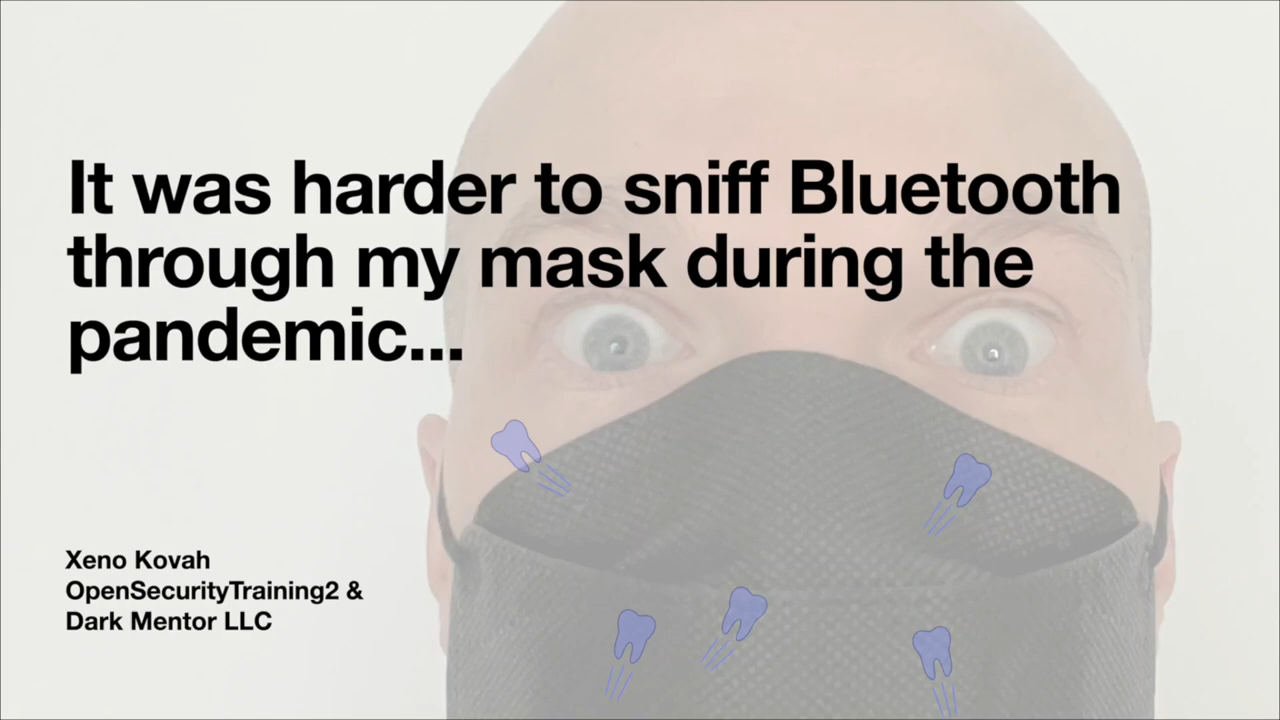 It was harder to sniff Bluetooth
through my mask during the
pandemic...
Xeno Kovah
OpenSecurityTraining2 &
Dark Mentor LLC